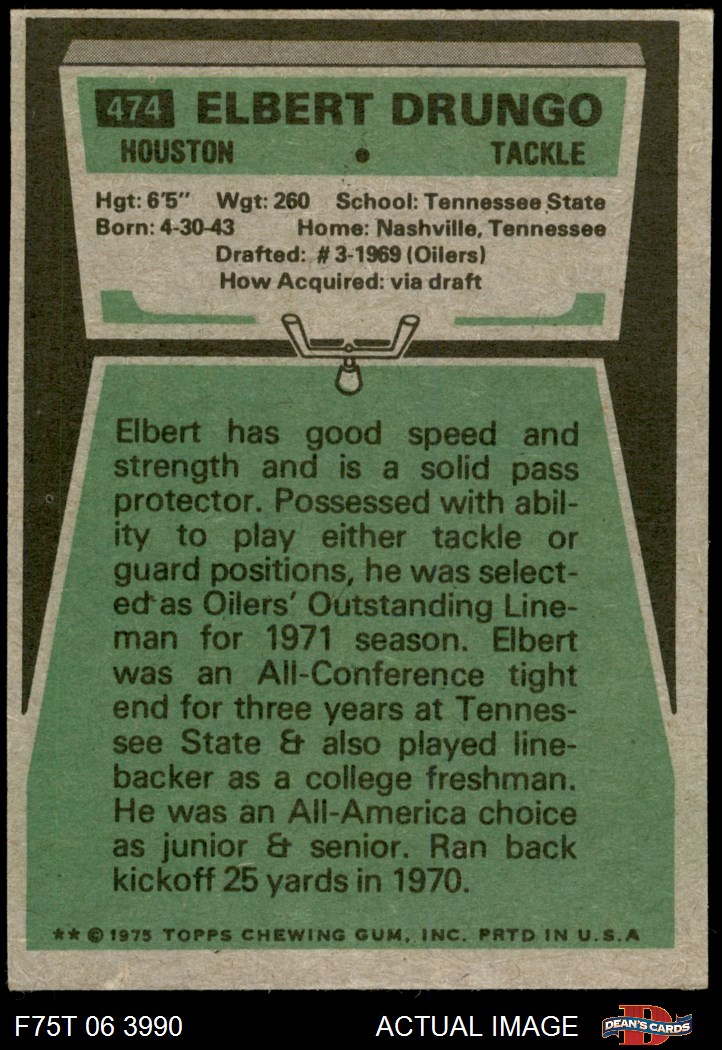 474 ELBERT DRUNGO
HOUSTON • TACKLE
Hgt: 6'5" Wgt: 260 School: Tennessee State
Born: 4-30-43 Home: Nashville, Tennessee
Drafted: #3-1969 (Oilers)
How Acquired: via draft
Elbert has good speed and
strength and is a solid pass
protector. Possessed with abil-
ity to play either tackle or
guard positions, he was select-
ed as Oilers' Outstanding Line-
man for 1971 season. Elbert
was an All-Conference tight
end for three years at Tennes-
see State & also played line-
backer as a college freshman.
He was an All-America choice
as junior & senior. Ran back
kickoff 25 yards in 1970.
** © 1975 TOPPS CHEWING GUM, INC. PRTD IN U.S.A
F75T 06 3990 ACTUAL IMAGE DEAN'S CARDS